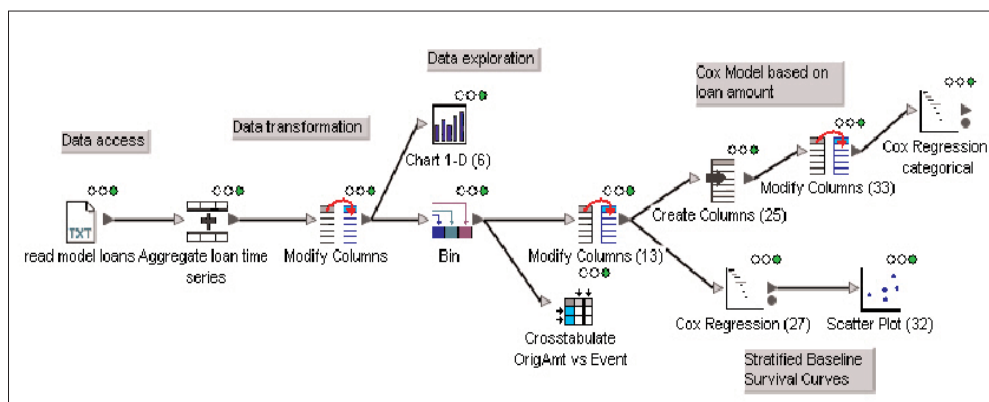 Data exploration
Cox Model based on
loan amount
Data transformation
Data access
Chart 1-D (6)
Cox Regression
categorical
Modify Columns (33)
Create Columns (25)
TXT
read model loans
Aggregate loan time
series
Modify Columns
Bin
Modify Columns (13)
Crosstabulate
OrigAmt vs Event
Cox Regression (27)
Scatter Plot (32)
Stratified Baseline
Survival Curves